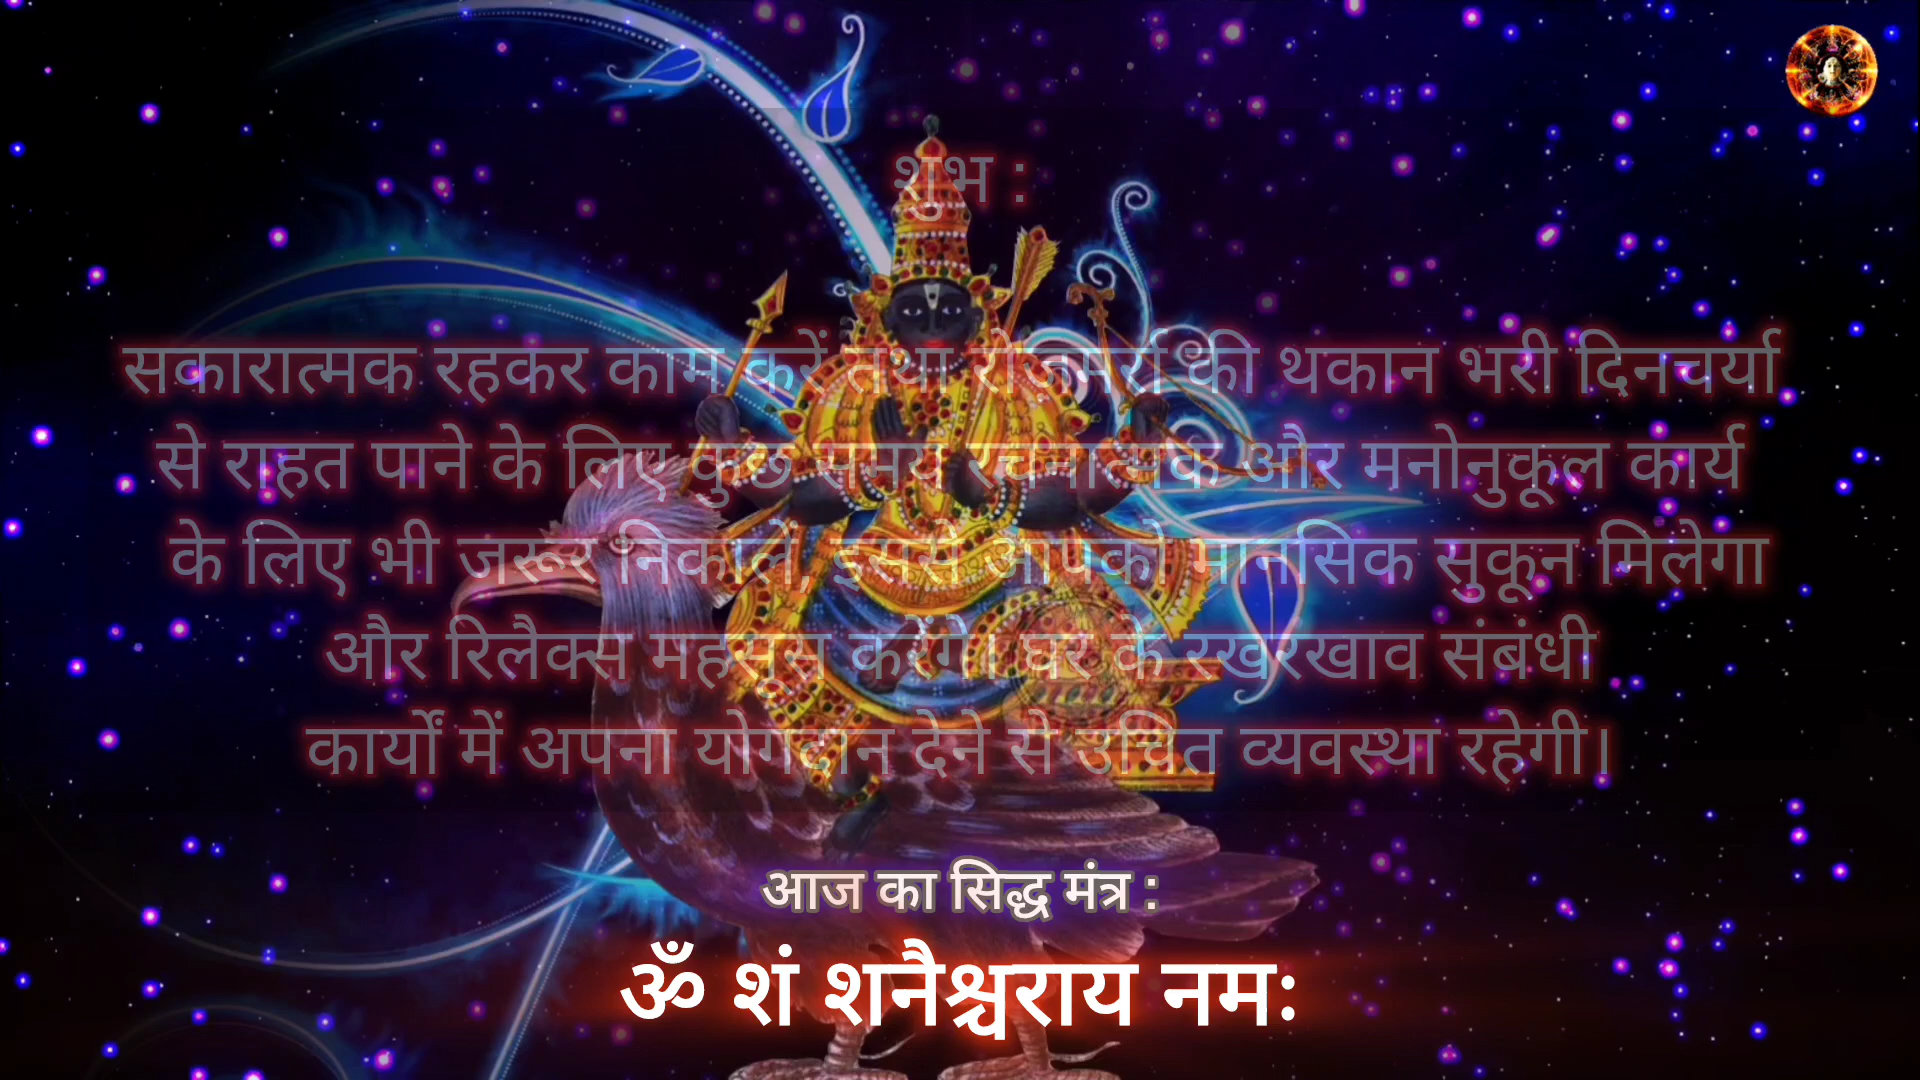 शुभ :
सकारात्मक रहकर काम करें तथा रोज़मर्रा की थकान भरी दिनचर्या
से राहत पाने के लिए कुछ समय रचनात्मक और मनोनुकूल कार्य
के लिए भी जरूर निकालें, इससे आपको मानसिक सुकून मिलेगा
और रिलैक्स महसूस करेंगे। घर के रखरखाव संबंधी
कार्यों में अपना योगदान देने से उचित व्यवस्था रहेगी।
आज का सिद्ध मंत्र :
ॐ शं शनैश्चराय नमः